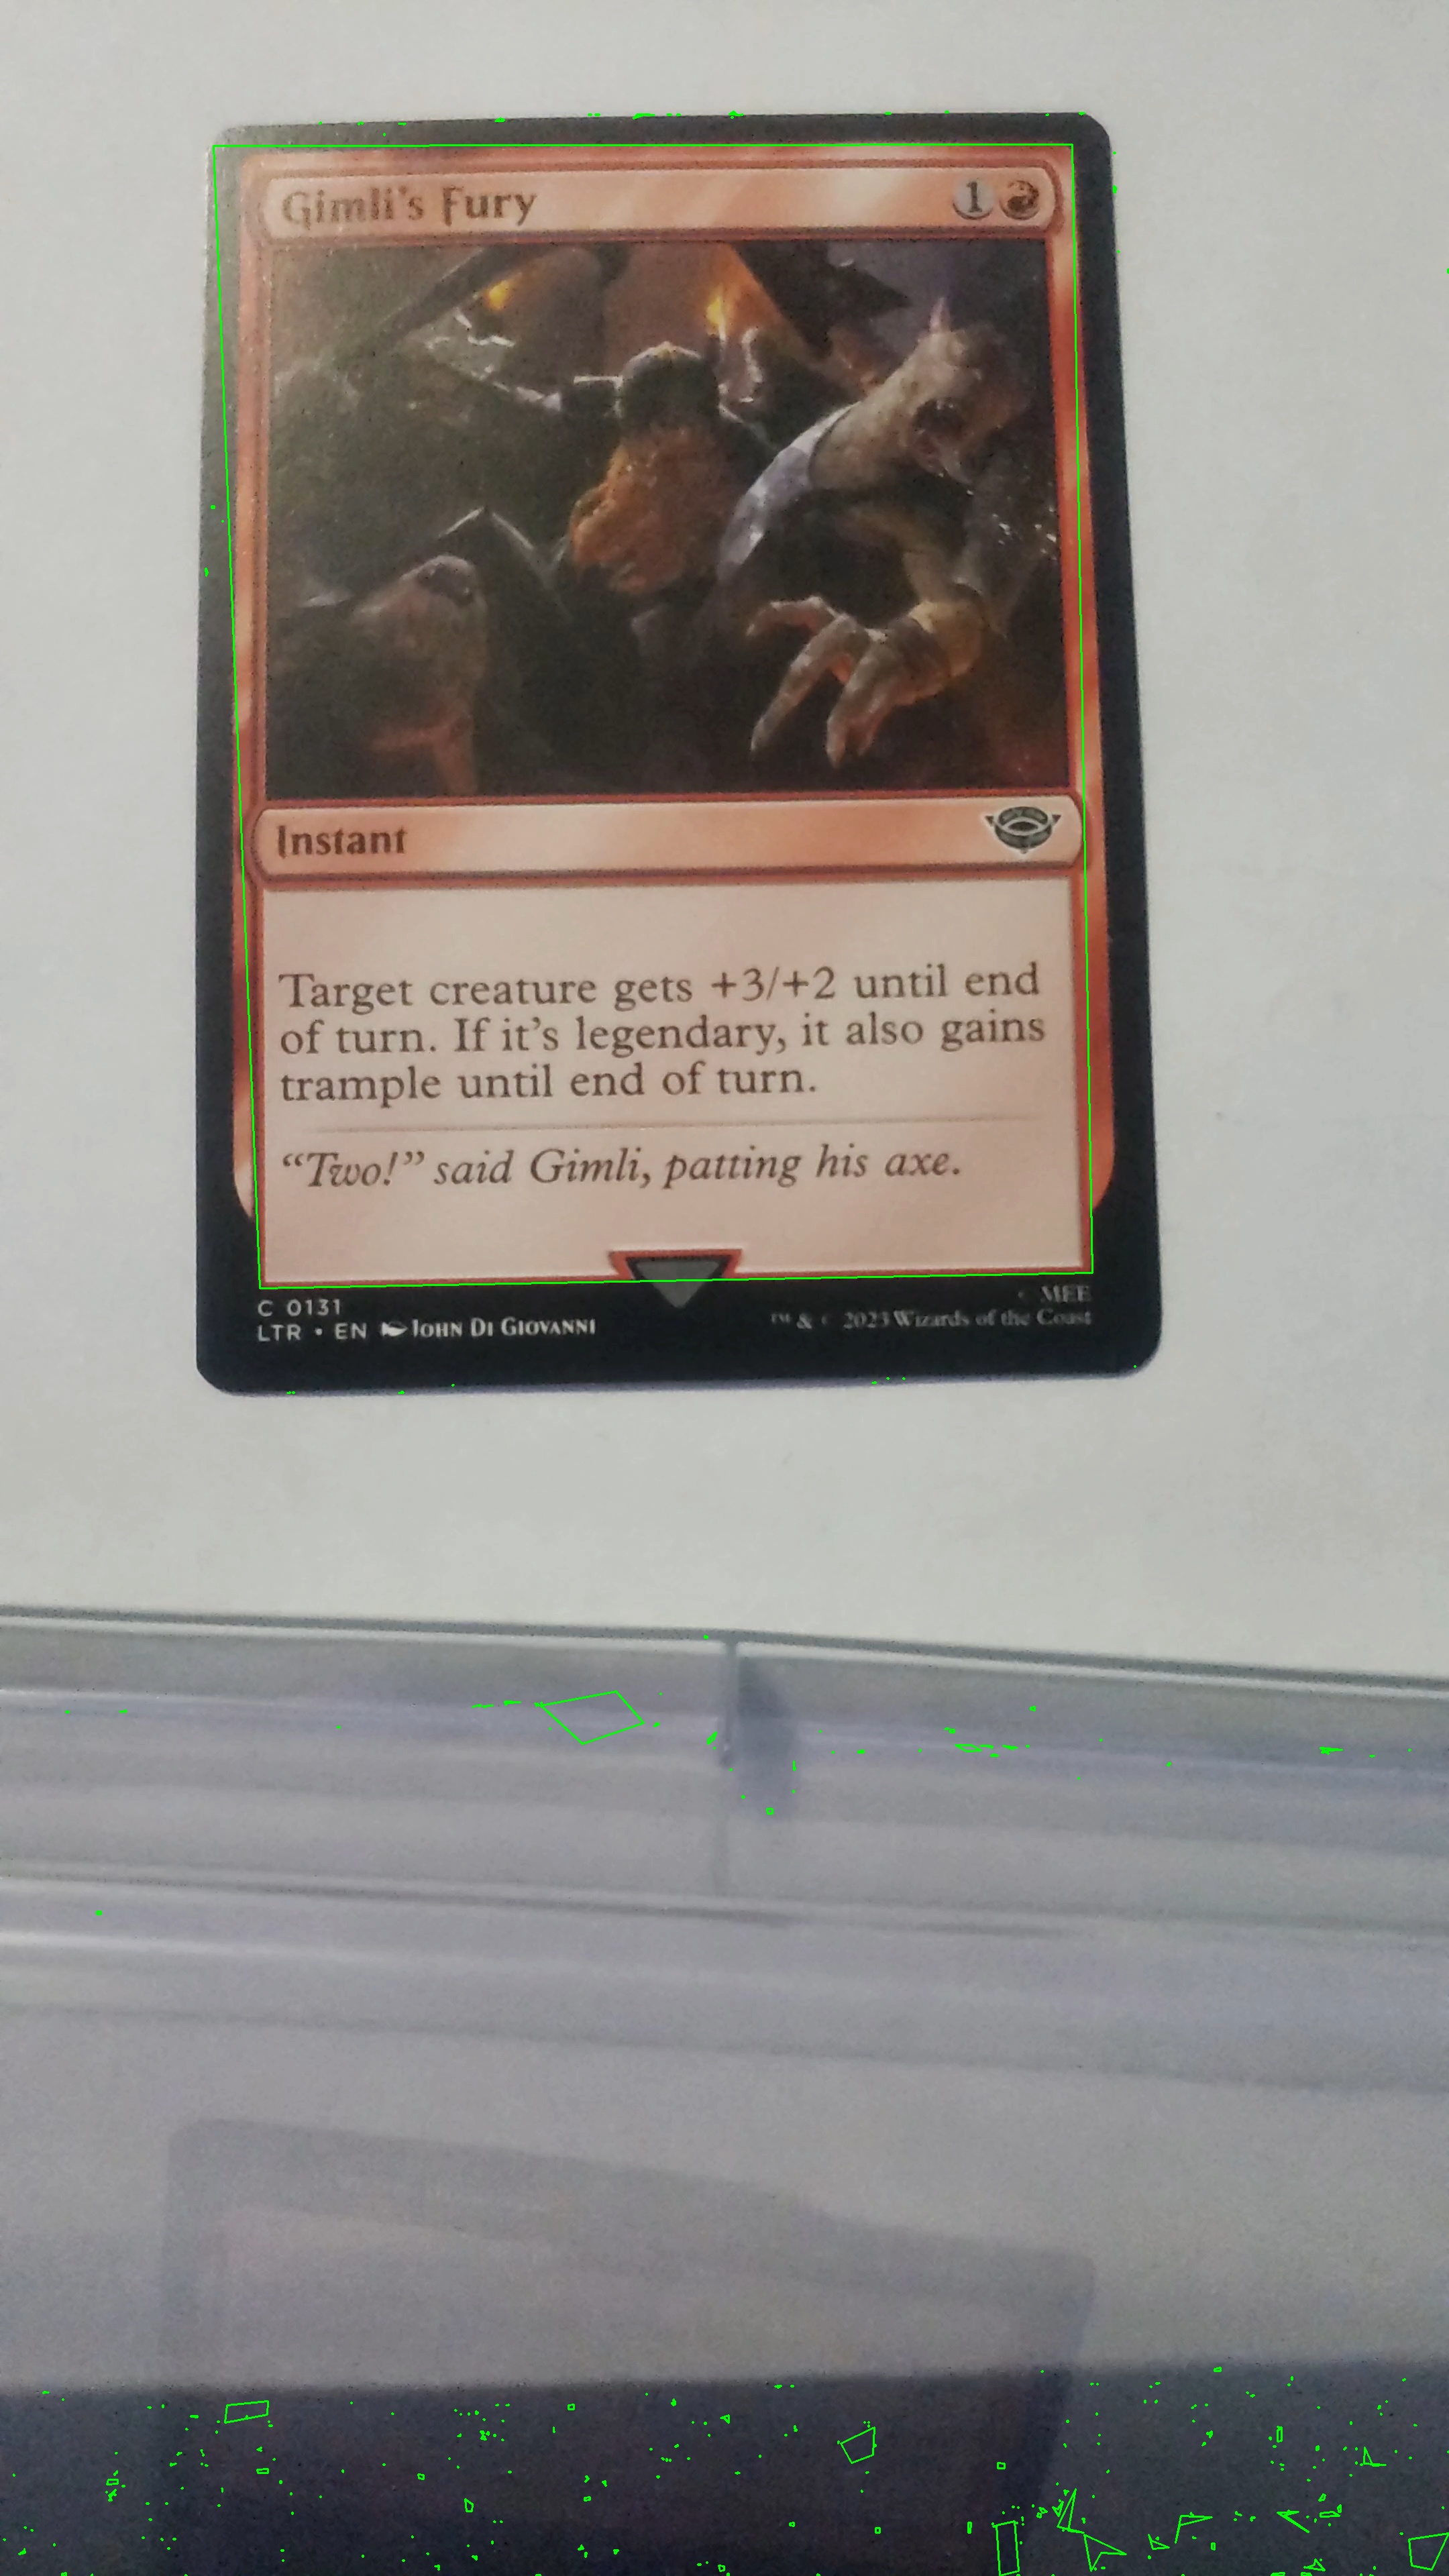 Gimli's Fury 1
Instant
Target creature gets +3/+2 until end
of turn. If it's legendary, it also gains
trample until end of turn.
“Two!” said Gimli, patting his axe.
C 0131
LTR • EN JOHN DI GIOVANNI
MEE
™ & © 2023 Wizards of the Coast